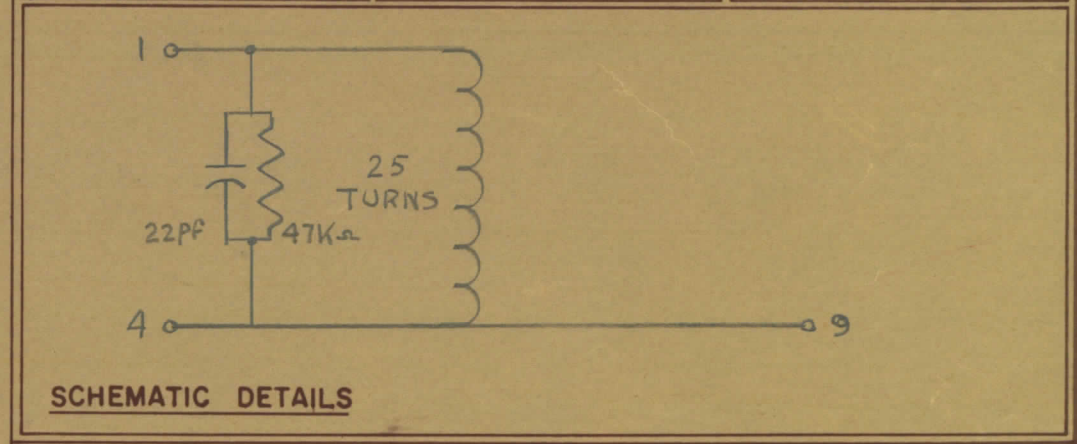 1
25
TURNS
22Pf 47KΩ
4 9
SCHEMATIC DETAILS